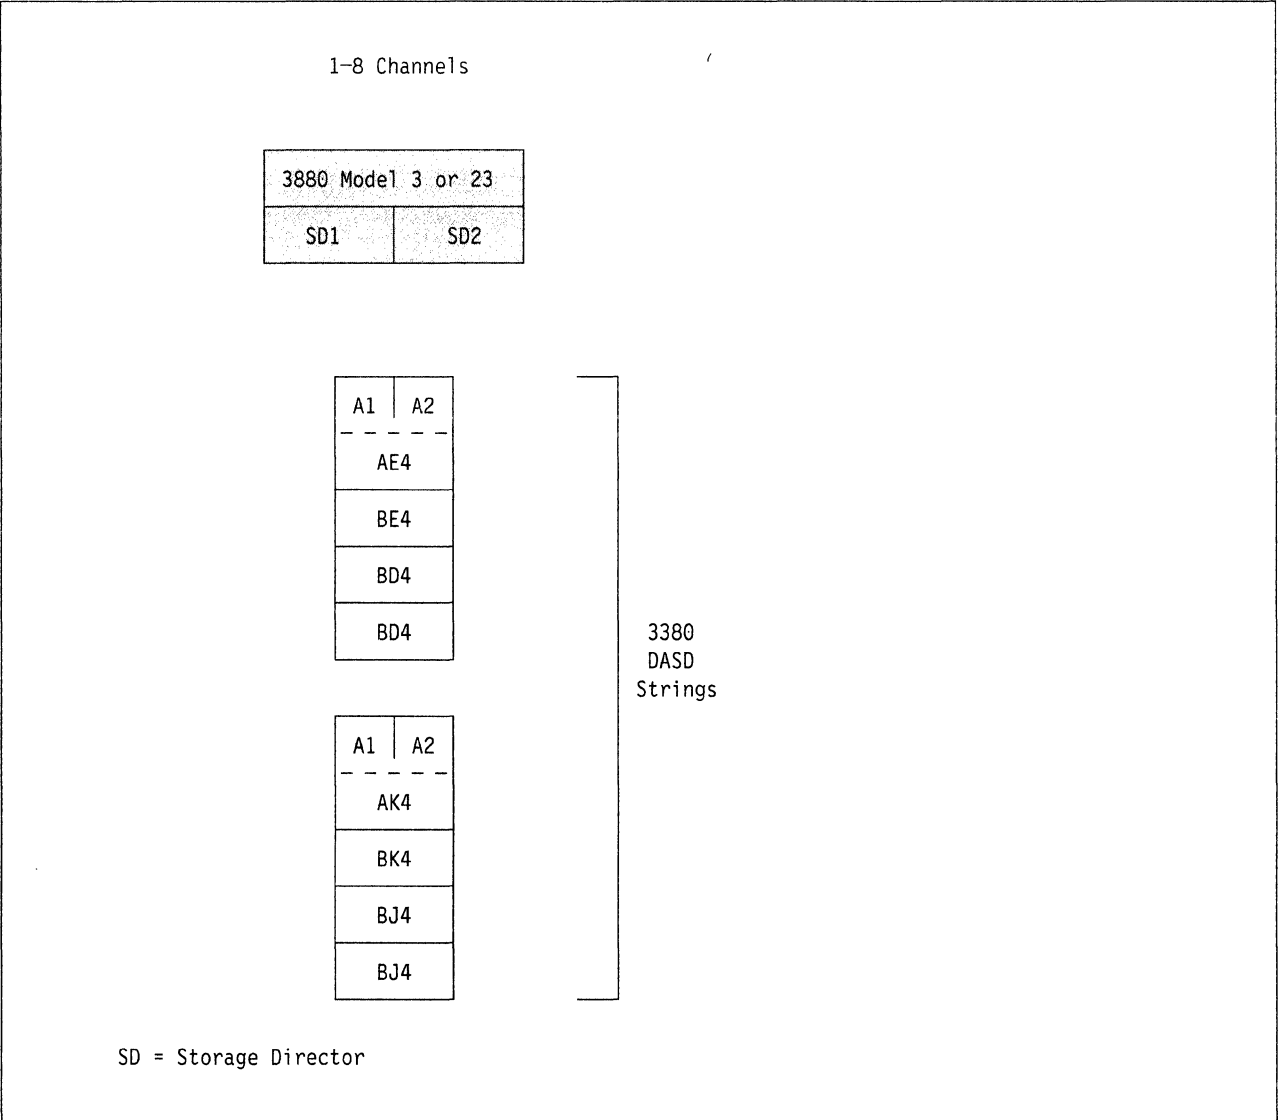 1-8 Channels
3880 Model 3 or 23
SD1 SD2
A1 A2
AE4
BE4
BD4
BD4
3380
DASD
Strings
A1 A2
AK4
BK4
BJ4
BJ4
SD = Storage Director